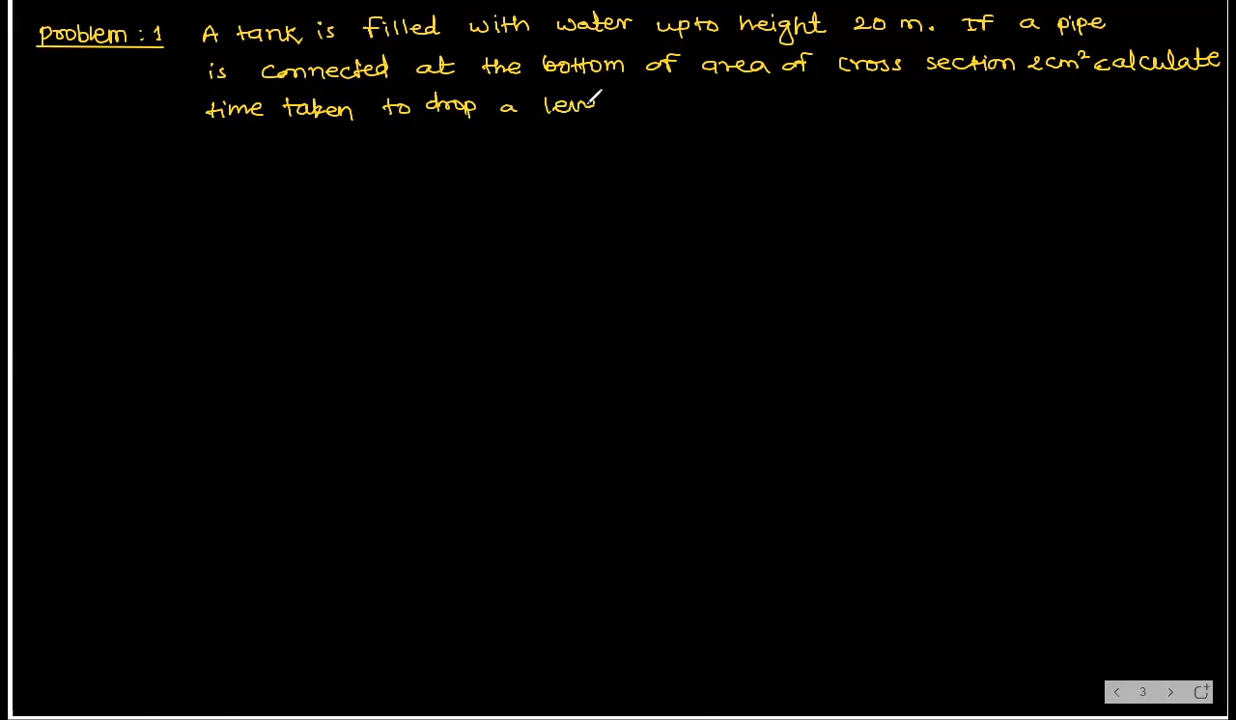 Problem : 1 A tank is filled with water upto height 20 m. If a pipe
is connected at the bottom of area of cross section 2cm² calculate
time taken to drop a lev
3